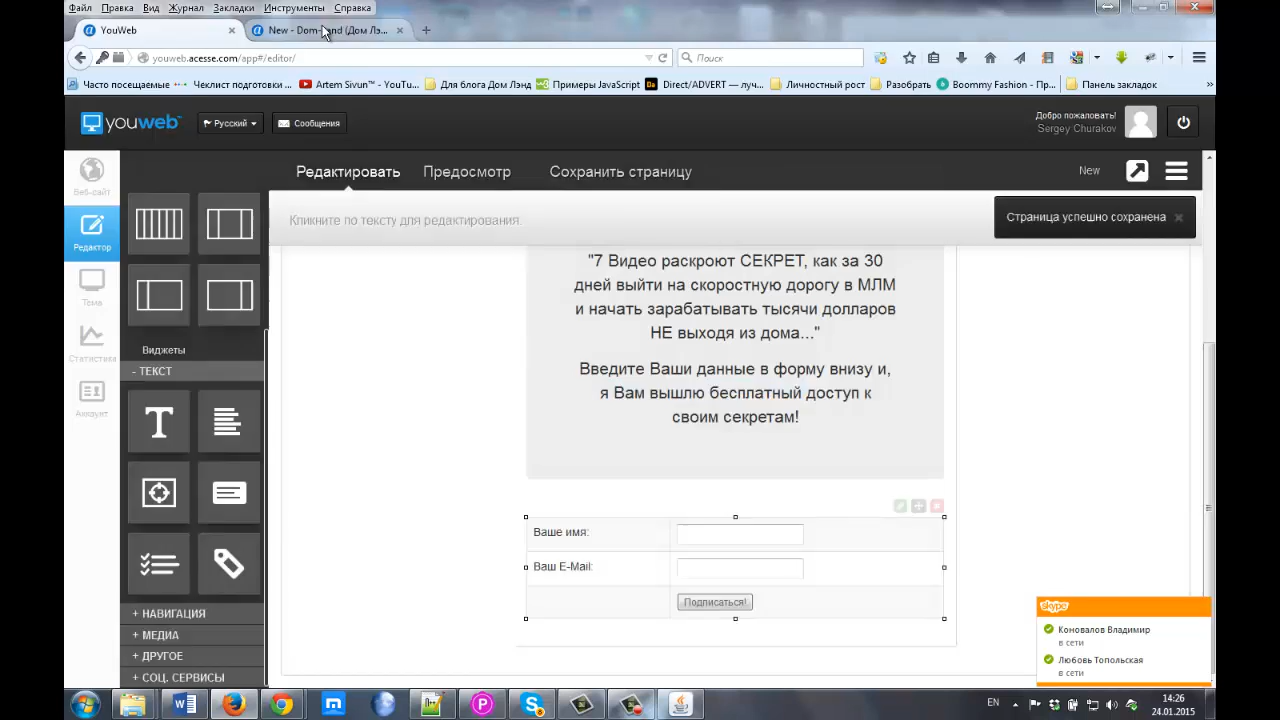 Файл Правка Вид Журнал Закладки Инструменты Справка
YouWeb
New - Dom-Land (Дом Лэ...
youweb.acesse.com/app#/editor/
Поиск
Часто посещаемые
Чеклист подготовки ...
Artem Sivun™ - YouTu...
Для блога Дом Лэнд
Примеры JavaScript
Direct/ADVERT — луч...
Личностный рост
Разобрать
Boommy Fashion - Пр...
Панель закладок
youweb
Русский
Сообщения
Добро пожаловать!
Sergey Churakov
Веб-сайт
Редактировать
Предосмотр
Сохранить страницу
New
Редактор
Кликните по тексту для редактирования.
Страница успешно сохранена
Тема
Статистика
Аккаунт
Виджеты
- ТЕКСТ
+ НАВИГАЦИЯ
+ МЕДИА
+ ДРУГОЕ
+ СОЦ. СЕРВИСЫ
"7 Видео раскроют СЕКРЕТ, как за 30
дней выйти на скоростную дорогу в МЛМ
и начать зарабатывать тысячи долларов
НЕ выходя из дома..."
Введите Ваши данные в форму внизу и,
я Вам вышлю бесплатный доступ к
своим секретам!
Ваше имя:
Ваш E-Mail:
Подписаться!
skype
Коновалов Владимир
в сети
Любовь Топольская
в сети
EN
14:26
24.01.2015